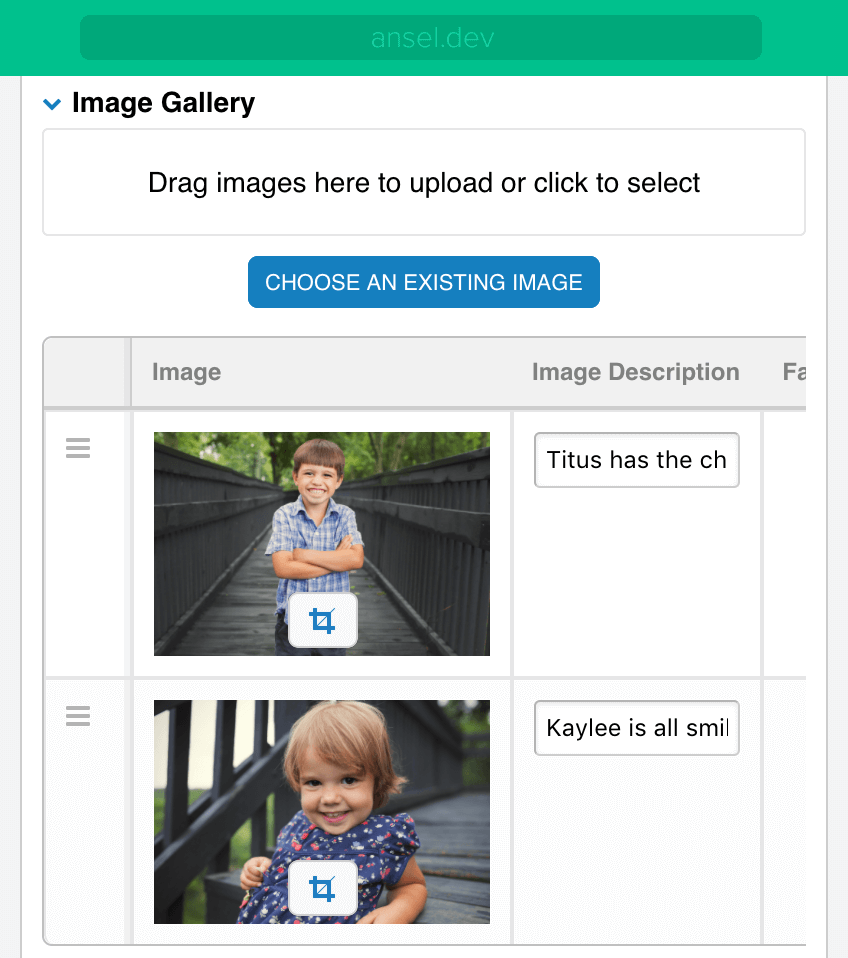 ansel.dev
Image Gallery
Drag images here to upload or click to select
CHOOSE AN EXISTING IMAGE
Image Image Description Fa
Titus has the ch
Kaylee is all smil